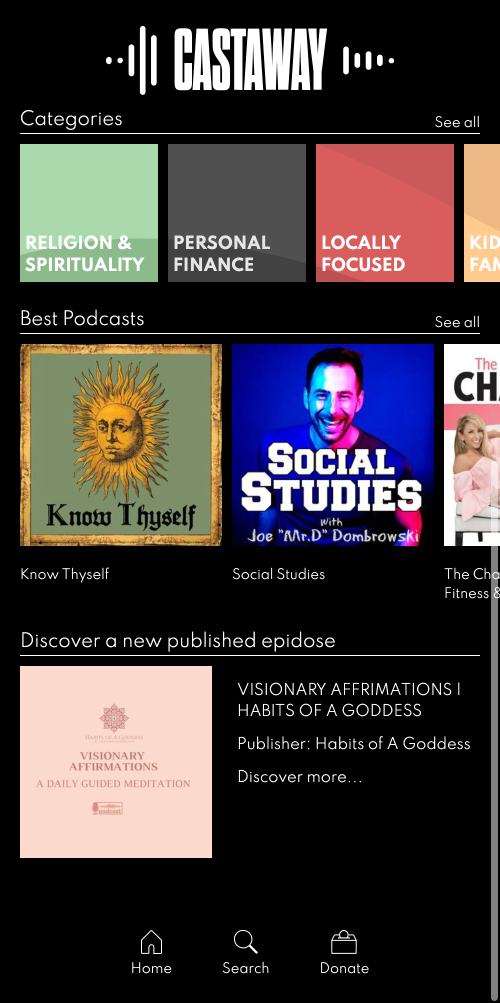 CASTAWAY
Categories
See all
RELIGION &
SPIRITUALITY
PERSONAL
FINANCE
LOCALLY
FOCUSED
KID
FAM
Best Podcasts
See all
Know Thyself
SOCIAL
STUDIES
With
Joe "Mr.D" Dombrowski
The
CHA
Know Thyself
Social Studies
The Cha
Fitness &
Discover a new published epidose
HABITS OF A GODDESS
VISIONARY
AFFIRMATIONS
A DAILY GUIDED MEDITATION
podcast
VISIONARY AFFRIMATIONS I
HABITS OF A GODDESS
Publisher: Habits of A Goddess
Discover more...
Home
Search
Donate